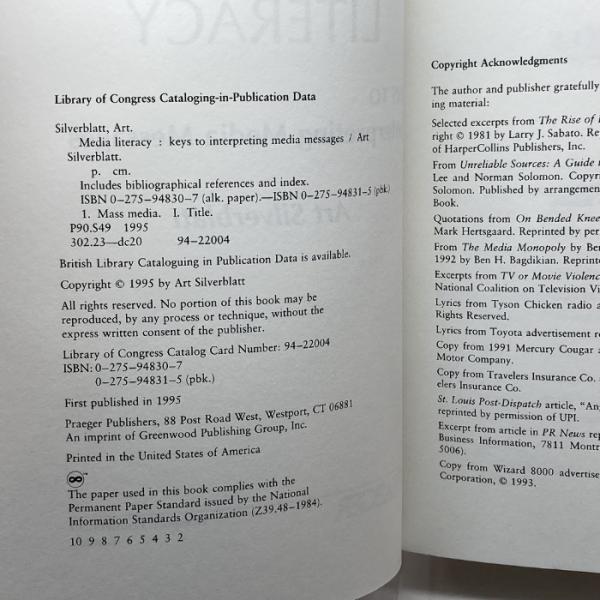 LITERACY
Library of Congress Cataloging-in-Publication Data
Silverblatt, Art.
Media literacy : keys to interpreting media messages / Art
Silverblatt.
p. cm.
Includes bibliographical references and index.
ISBN 0-275-94830-7 (alk. paper).—ISBN 0-275-94831-5 (pbk)
1. Mass media. I. Title.
P90.S49 1995
302.23—dc20 94-22004
British Library Cataloguing in Publication Data is available.
Copyright © 1995 by Art Silverblatt
All rights reserved. No portion of this book may be
reproduced, by any process or technique, without the
express written consent of the publisher.
Library of Congress Catalog Card Number: 94-22004
ISBN: 0-275-94830-7
0-275-94831-5 (pbk.)
First published in 1995
Praeger Publishers, 88 Post Road West, Westport, CT 06881
An imprint of Greenwood Publishing Group, Inc.
Printed in the United States of America
The paper used in this book complies with the
Permanent Paper Standard issued by the National
Information Standards Organization (Z39.48-1984).
10 9 8 7 6 5 4 3 2
Copyright Acknowledgments
The author and publisher gratefully
ing material:
Selected excerpts from The Rise of
right © 1981 by Larry J. Sabato. Re
of HarperCollins Publishers, Inc.
From Unreliable Sources: A Guide
Lee and Norman Solomon. Copyri
Solomon. Published by arrangemen
Book.
Quotations from On Bended Knee
Mark Hertsgaard. Reprinted by per
From The Media Monopoly by Ben
1992 by Ben H. Bagdikian. Reprinte
Excerpts from TV or Movie Violenc
National Coalition on Television Vi
Lyrics from Tyson Chicken radio a
Rights Reserved.
Lyrics from Toyota advertisement re
Copy from 1991 Mercury Cougar a
Motor Company.
Copy from Travelers Insurance Co.
elers Insurance Co.
St. Louis Post-Dispatch article, "An
reprinted by permission of UPI.
Excerpt from article in PR News rep
Business Information, 7811 Montr
5006).
Copy from Wizard 8000 advertise
Corporation, © 1993.